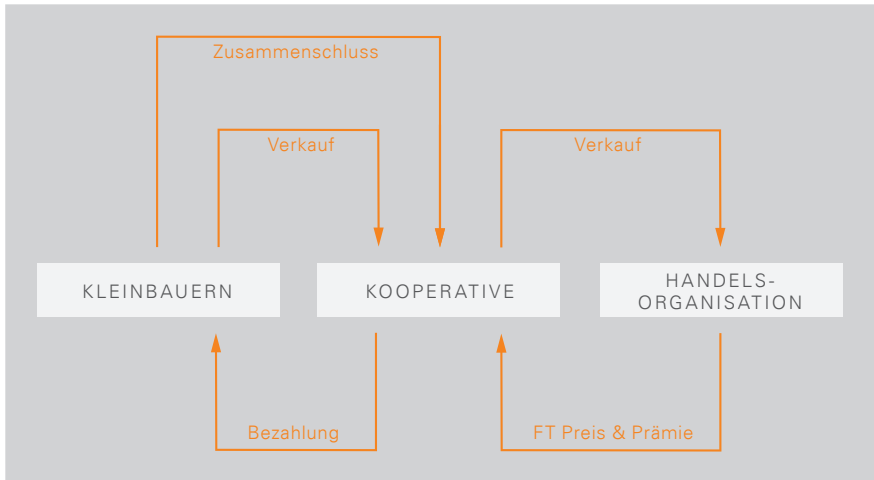 Zusammenschluss
Verkauf
Verkauf
KLEINBAUERN
KOOPERATIVE
HANDELS-
ORGANISATION
Bezahlung
FT Preis & Prämie